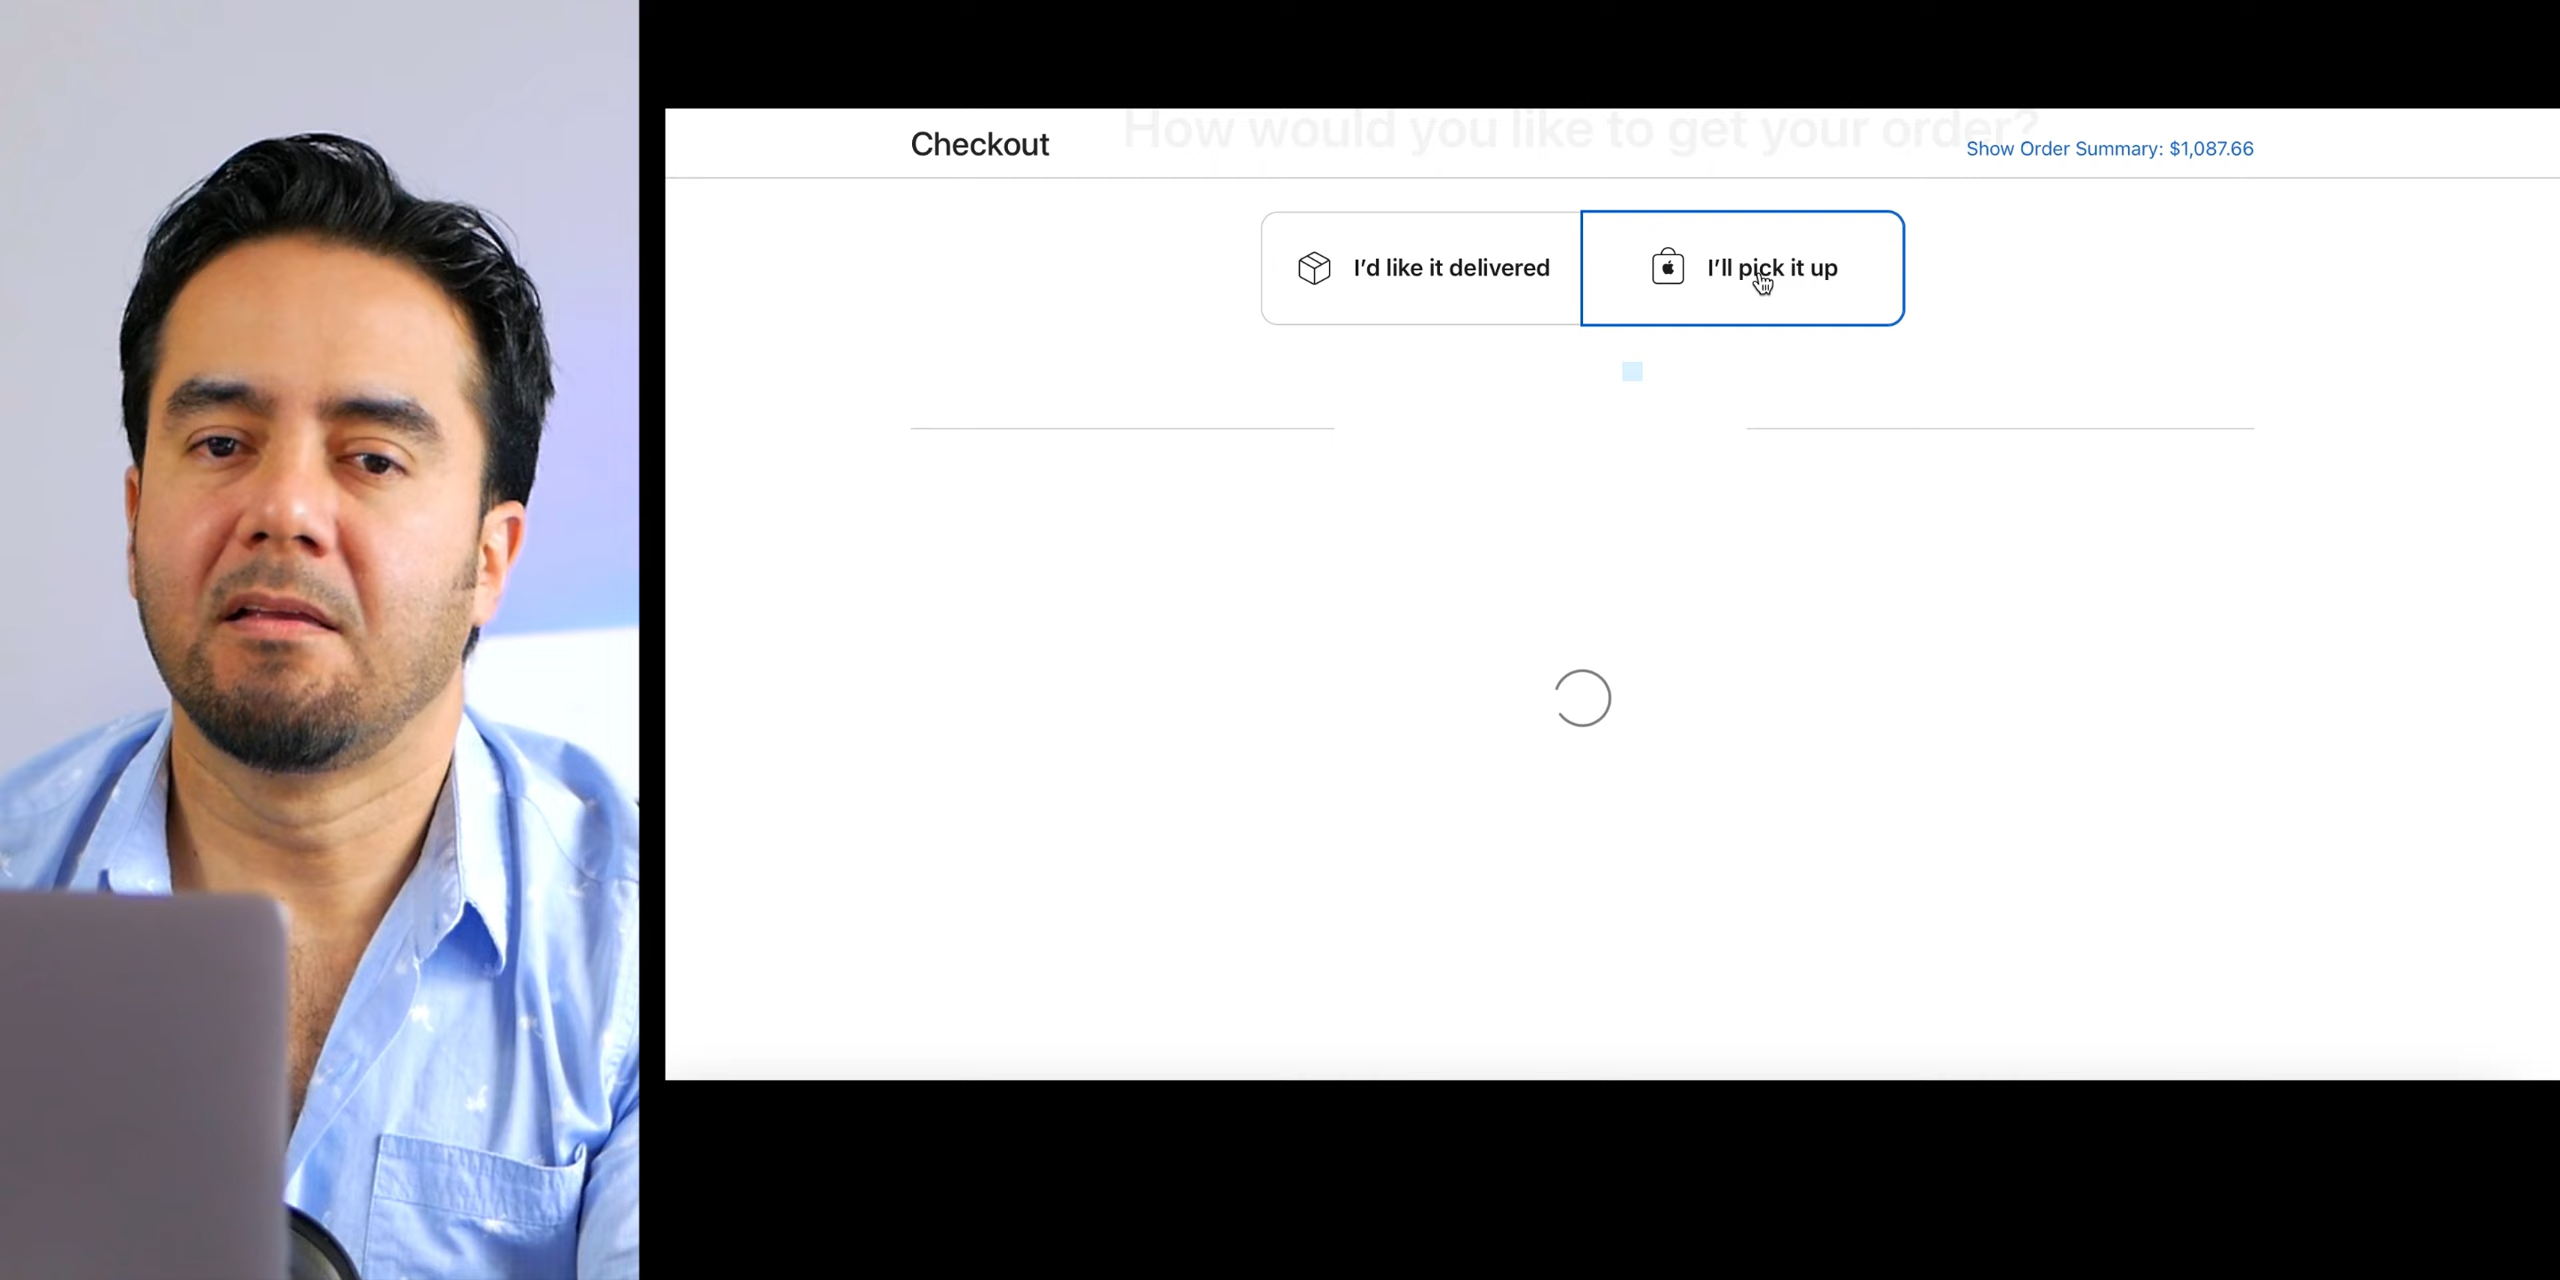 How would you like to get your order?
Checkout
Show Order Summary: $1,087.66
I’d like it delivered
I’ll pick it up